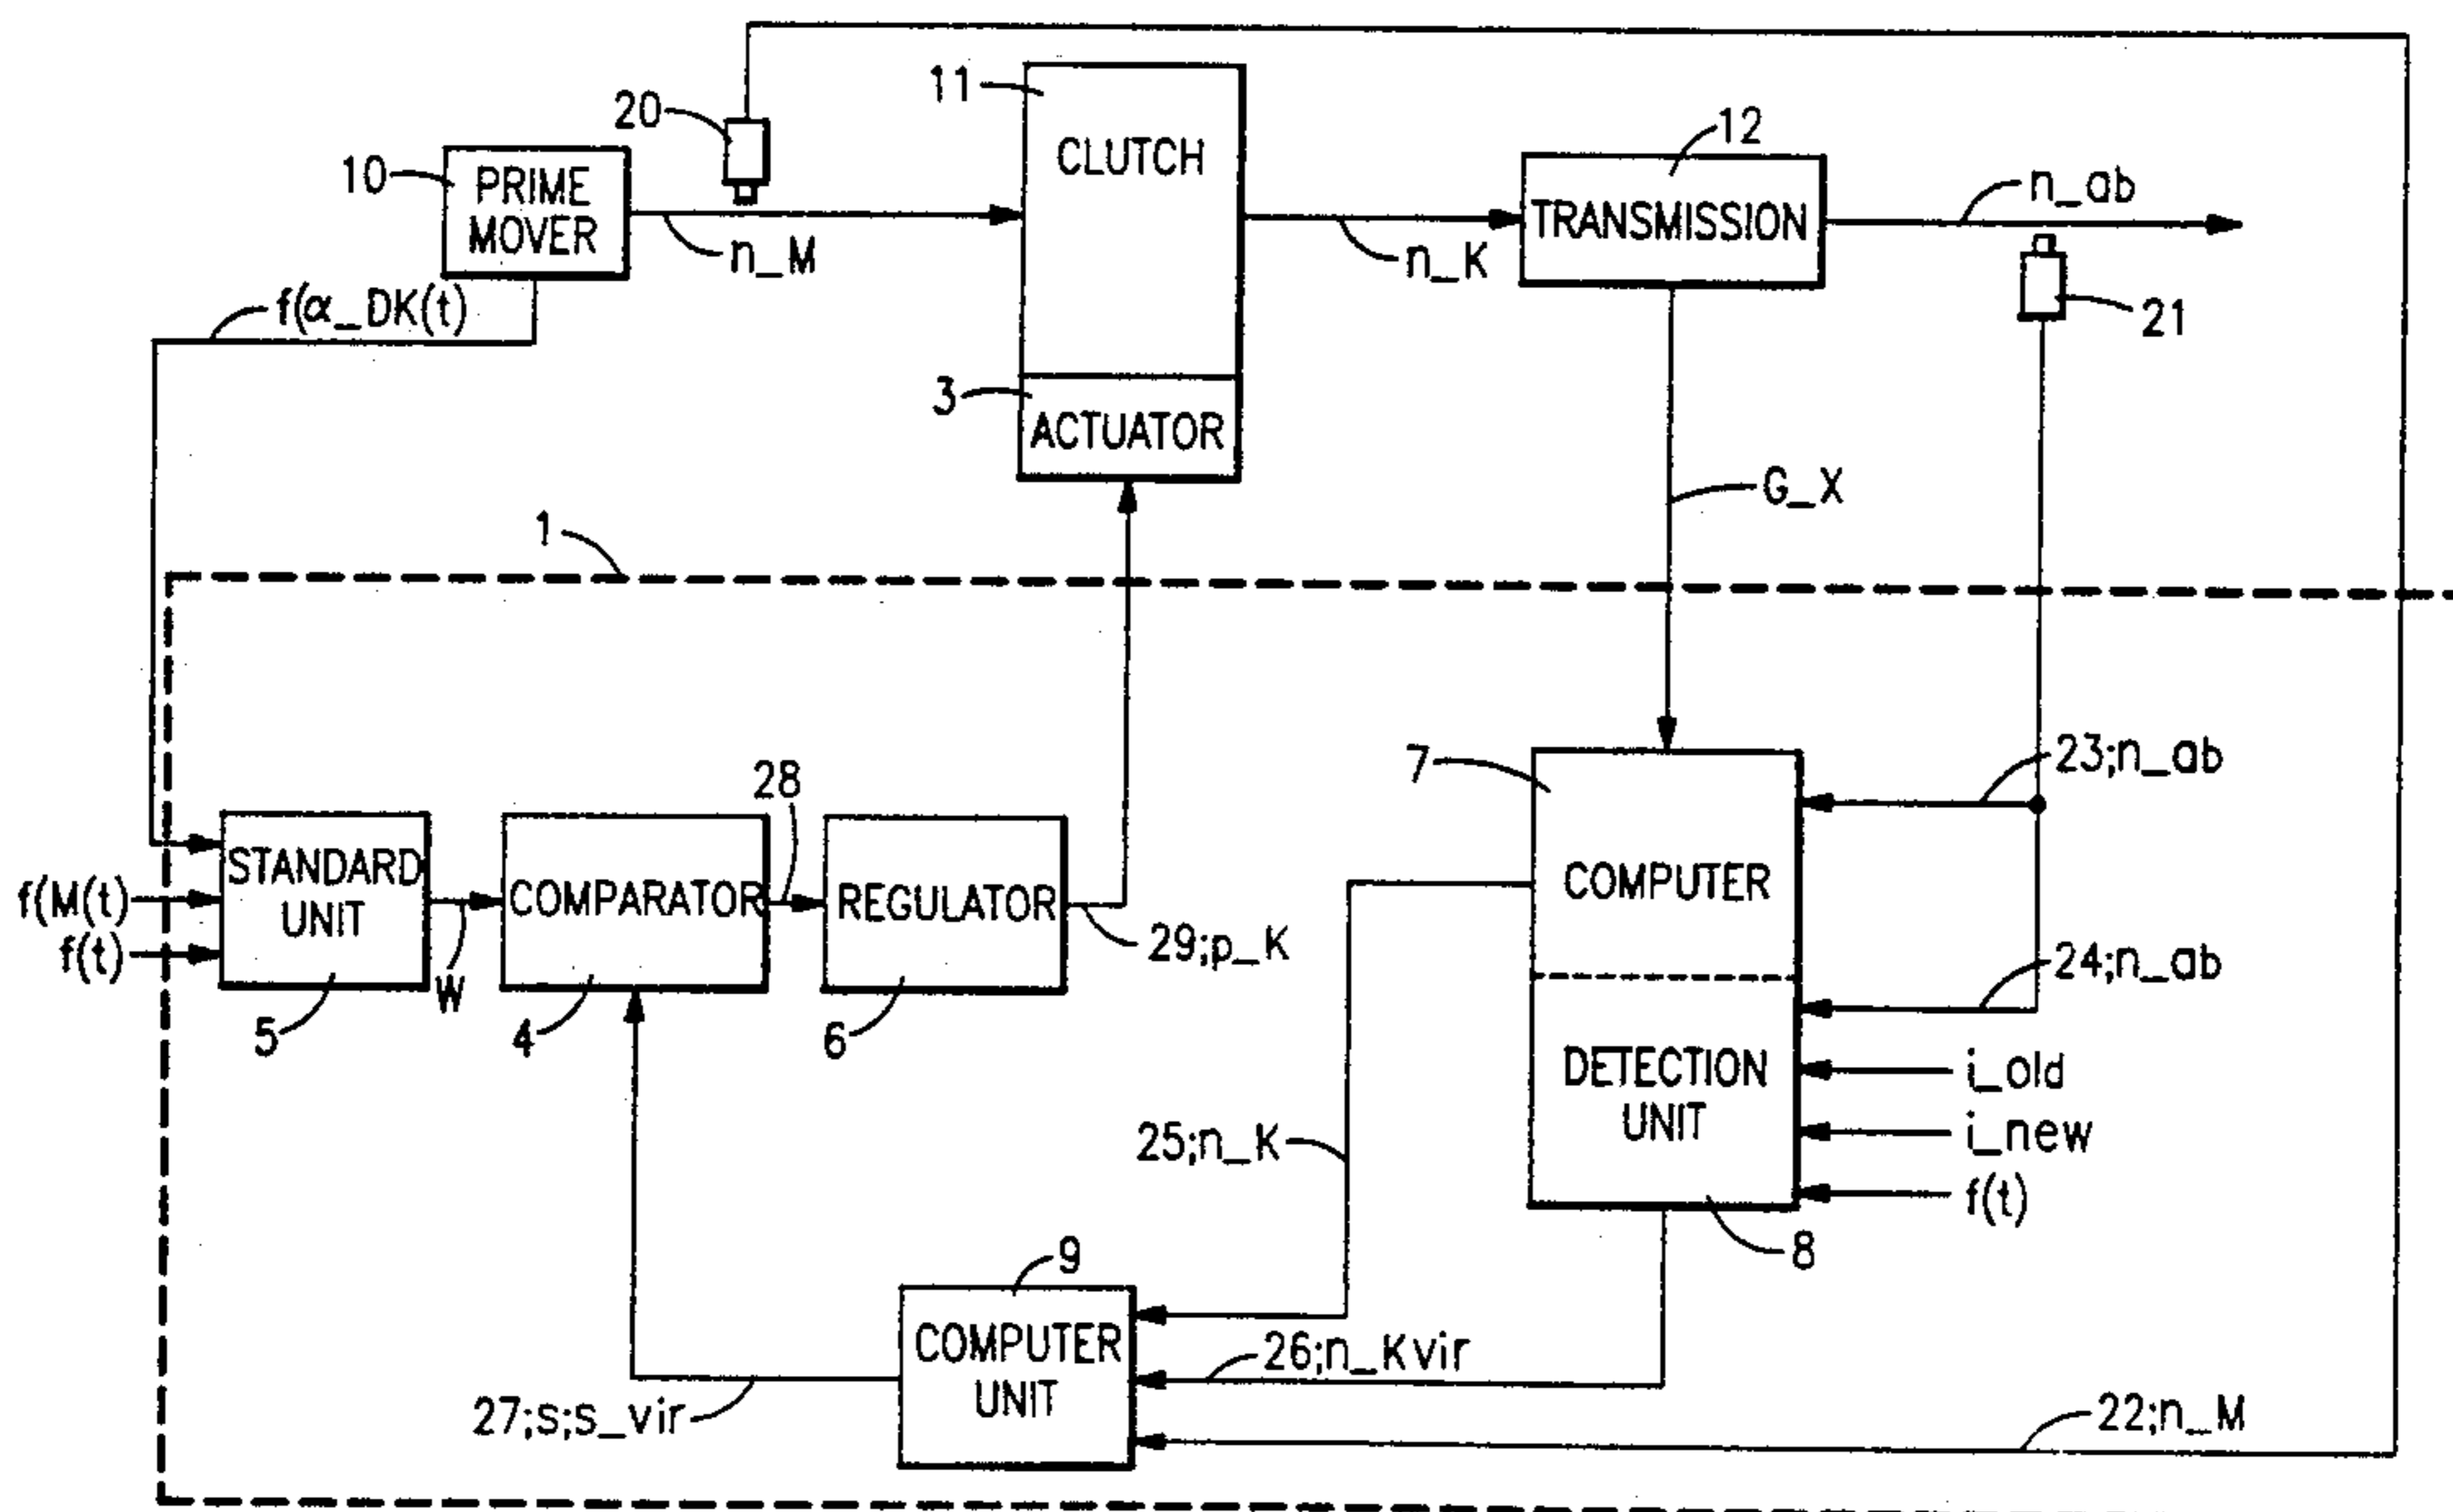 11
20
CLUTCH
12
10
PRIME
MOVER
TRANSMISSION
n_ab
n_M
n_K
f(α_DK(t)
21
3
ACTUATOR
G_X
1
7
23;n_ab
28
STANDARD
UNIT
COMPARATOR
REGULATOR
COMPUTER
f(M(t)
f(t)
W
29;p_K
24;n_ab
5
4
6
DETECTION
UNIT
i_old
i_new
f(t)
25;n_K
8
9
COMPUTER
UNIT
26;n_Kvir
27;s;s_vir
22;n_M